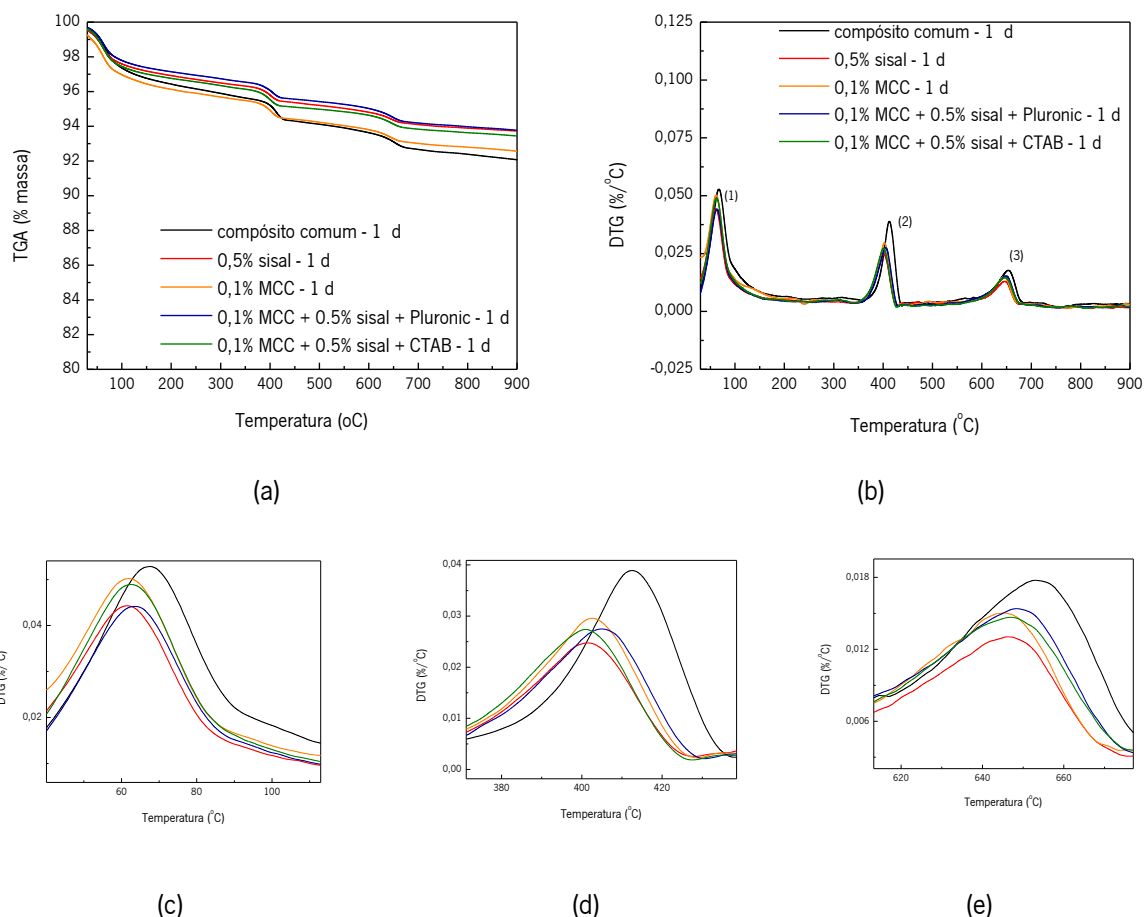 100
98
96
94
92
90
88
86
84
82
80
TGA (% massa)
compósito comum - 1 d
0,5% sisal - 1 d
0,1% MCC - 1 d
0,1% MCC + 0.5% sisal + Pluronic - 1 d
0,1% MCC + 0.5% sisal + CTAB - 1 d
100 200 300 400 500 600 700 800 900
Temperatura (oC)
(a)
0,125
0,100
0,075
0,050
0,025
0,000
-0,025
DTG (%/°C)
compósito comum - 1 d
0,5% sisal - 1 d
0,1% MCC - 1 d
0,1% MCC + 0.5% sisal + Pluronic - 1 d
0,1% MCC + 0.5% sisal + CTAB - 1 d
(1)
(2)
(3)
100 200 300 400 500 600 700 800 900
Temperatura (°C)
(b)
0,04
0,02
DTG (%/°C)
60 80 100
Temperatura (°C)
(c)
0,04
0,03
0,02
0,01
0,00
DTG (%/°C)
380 400 420
Temperatura (°C)
(d)
0,018
0,012
0,006
DTG (%/°C)
620 640 660
Temperatura (°C)
(e)